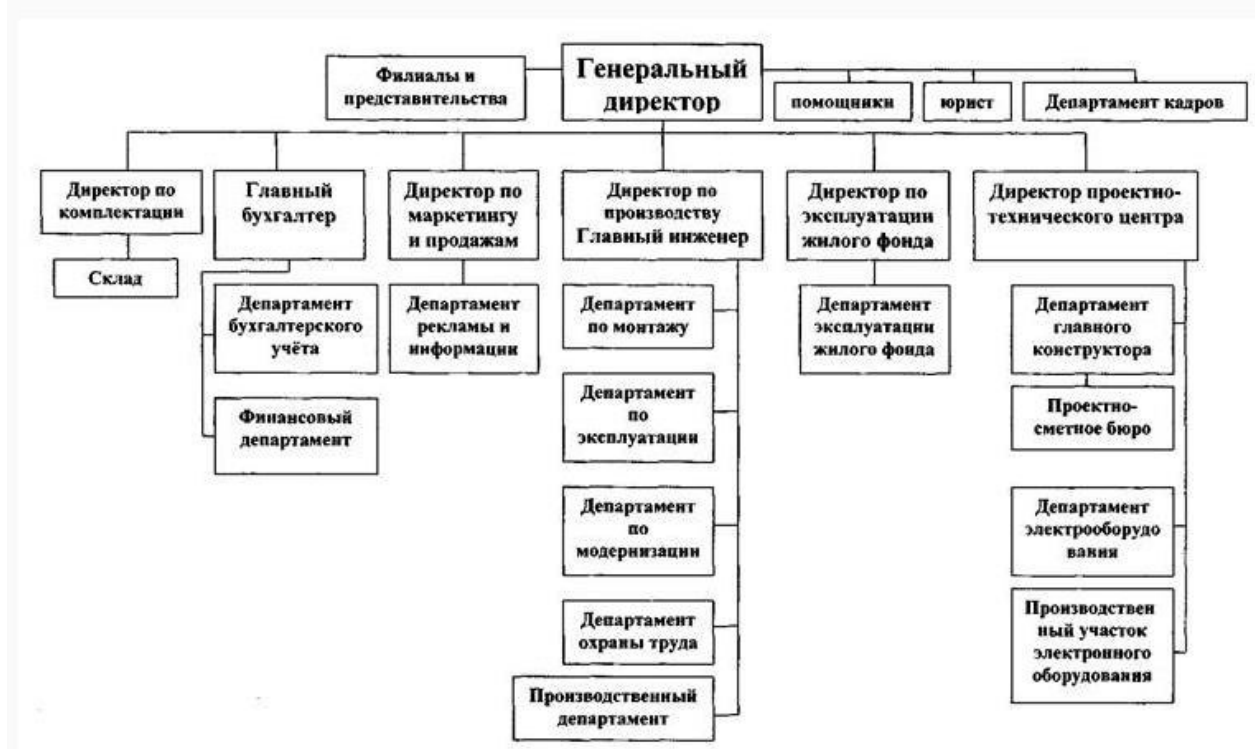 Филиалы и
представительства
Генеральный
директор
помощники
юрист
Департамент кадров
Директор по
комплектации
Главный
бухгалтер
Директор по
маркетингу
и продажам
Директор по
производству
Главный инженер
Директор по
эксплуатации
жилого фонда
Директор проектно-
технического центра
Склад
Департамент
бухгалтерского
учёта
Финансовый
департамент
Департамент
рекламы и
информации
Департамент
по монтажу
Департамент
по
эксплуатации
Департамент
по
модернизации
Департамент
охраны труда
Производственный
департамент
Департамент
эксплуатации
жилого фонда
Департамент
главного
конструктора
Проектно-
сметное бюро
Департамент
электрооборудо
вания
Производствен
ный участок
электронного
оборудования